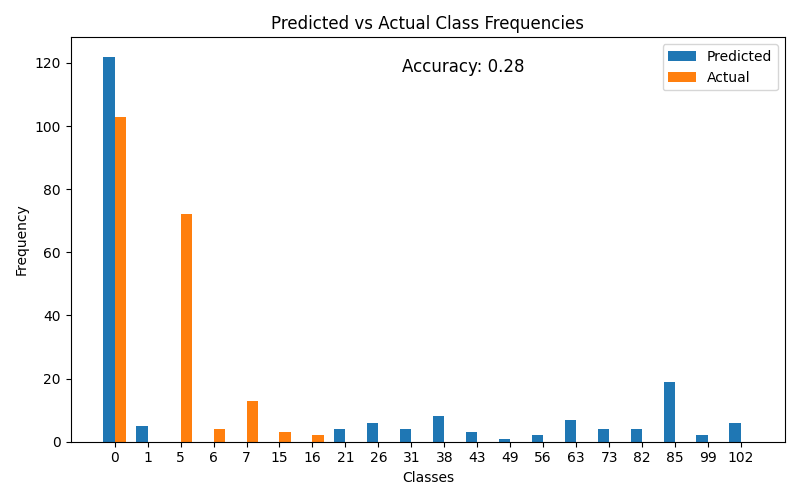 Predicted vs Actual Class Frequencies
Accuracy: 0.28
Predicted
Actual
Frequency
120
100
80
60
40
20
0
0 1 5 6 7 15 16 21 26 31 38 43 49 56 63 73 82 85 99 102
Classes